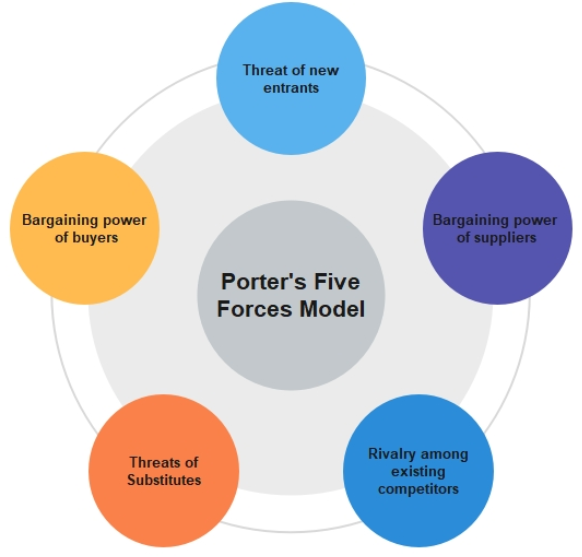 Threat of new
entrants
Bargaining power
of buyers
Bargaining power
of suppliers
Porter's Five
Forces Model
Threats of
Substitutes
Rivalry among
existing
competitors